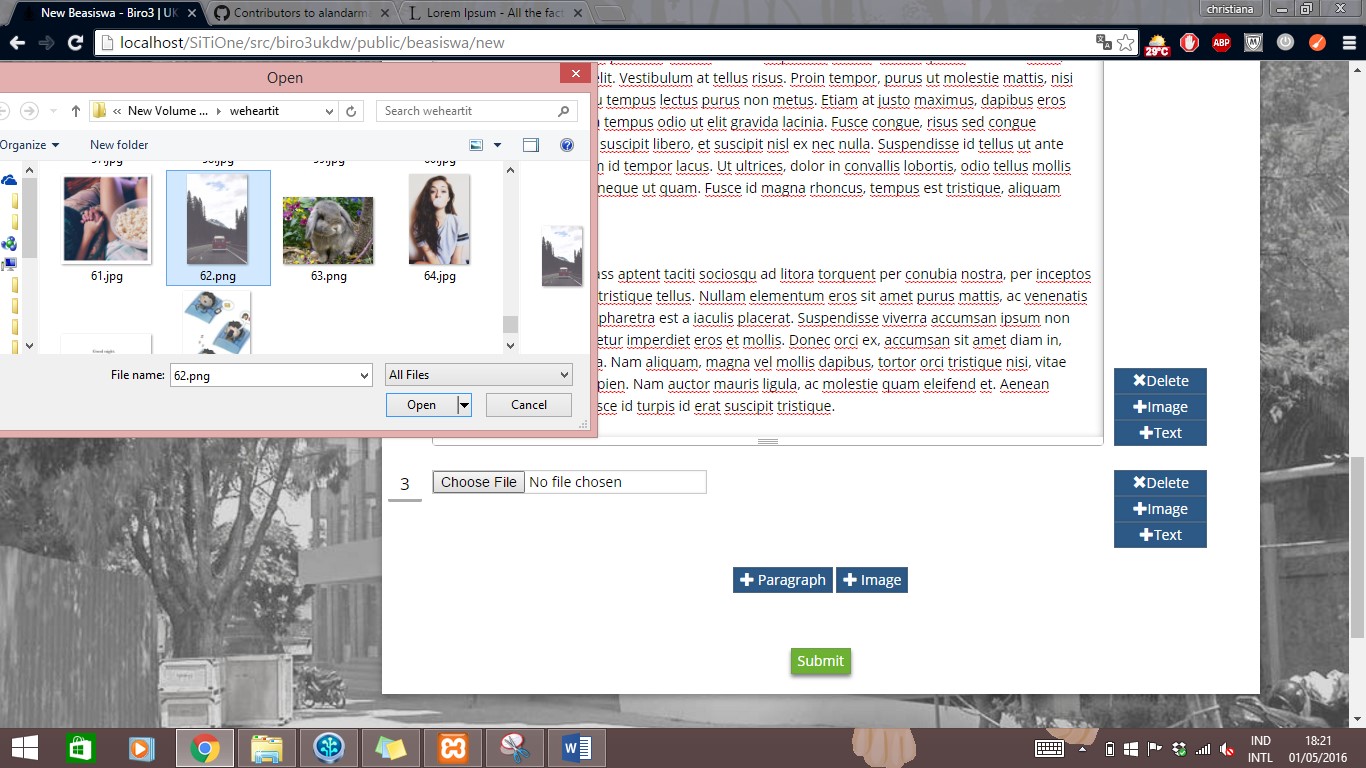 New Beasiswa - Biro3 | UK
Contributors to alandarma
Lorem Ipsum - All the fact
christiana
localhost/SiTiOne/src/biro3ukdw/public/beasiswa/new
29°C
ABP
Open
New Volume ...
weheartit
Search weheartit
Organize
New folder
61.jpg
62.png
63.png
64.jpg
Good night
File name:
62.png
All Files
Open
Cancel
elit. Vestibulum at tellus risus. Proin tempor, purus ut molestie mattis, nisi
tempus lectus purus non metus. Etiam at justo maximus, dapibus eros
tempus odio ut elit gravida lacinia. Fusce congue, risus sed congue
suscipit libero, et suscipit nisl ex nec nulla. Suspendisse id tellus ut ante
id tempor lacus. Ut ultrices, dolor in convallis lobortis, odio tellus mollis
neque ut quam. Fusce id magna rhoncus, tempus est tristique, aliquam
ass aptent taciti sociosqu ad litora torquent per conubia nostra, per inceptos
tristique tellus. Nullam elementum eros sit amet purus mattis, ac venenatis
pharetra est a iaculis placerat. Suspendisse viverra accumsan ipsum non
etur imperdiet eros et mollis. Donec orci ex, accumsan sit amet diam in,
Nam aliquam, magna vel mollis dapibus, tortor orci tristique nisi, vitae
pien. Nam auctor mauris ligula, ac molestie quam eleifend et. Aenean
sce id turpis id erat suscipit tristique.
Delete
Image
Text
3
Choose File No file chosen
Delete
Image
Text
Paragraph
Image
Submit
IND
INTL
18:21
01/05/2016